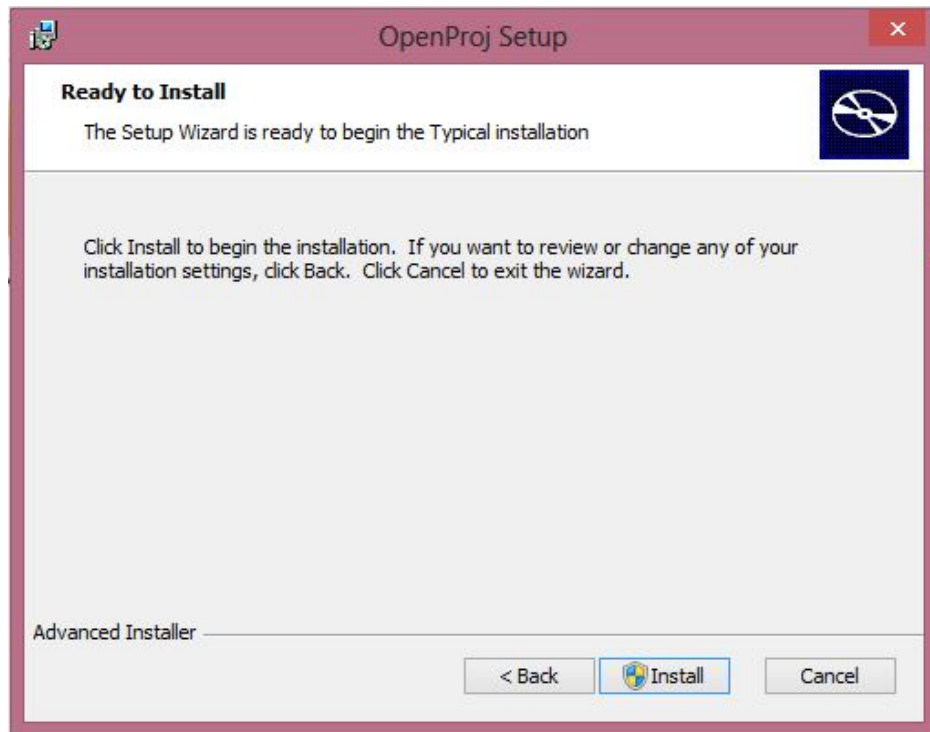 OpenProj Setup
Ready to Install
The Setup Wizard is ready to begin the Typical installation
Click Install to begin the installation.  If you want to review or change any of your
installation settings, click Back.  Click Cancel to exit the wizard.
Advanced Installer
< Back
Install
Cancel